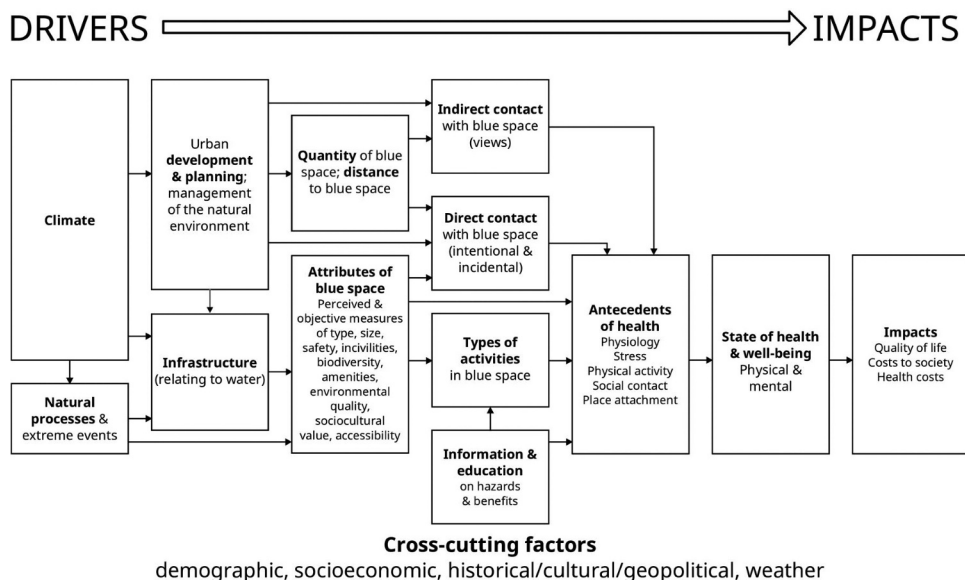 DRIVERS
IMPACTS
Climate
Natural
processes &
extreme events
Urban
development
& planning;
management
of the natural
environment
Infrastructure
(relating to water)
Quantity of blue
space; distance
to blue space
Attributes of
blue space
Perceived &
objective measures
of type, size,
safety, incivilities,
biodiversity,
amenities,
environmental
quality,
sociocultural
value, accessibility
Indirect contact
with blue space
(views)
Direct contact
with blue space
(intentional &
incidental)
Types of
activities
in blue space
Information &
education
on hazards
& benefits
Antecedents
of health
Physiology
Stress
Physical activity
Social contact
Place attachment
State of health
& well-being
Physical &
mental
Impacts
Quality of life
Costs to society
Health costs
Cross-cutting factors
demographic, socioeconomic, historical/cultural/geopolitical, weather